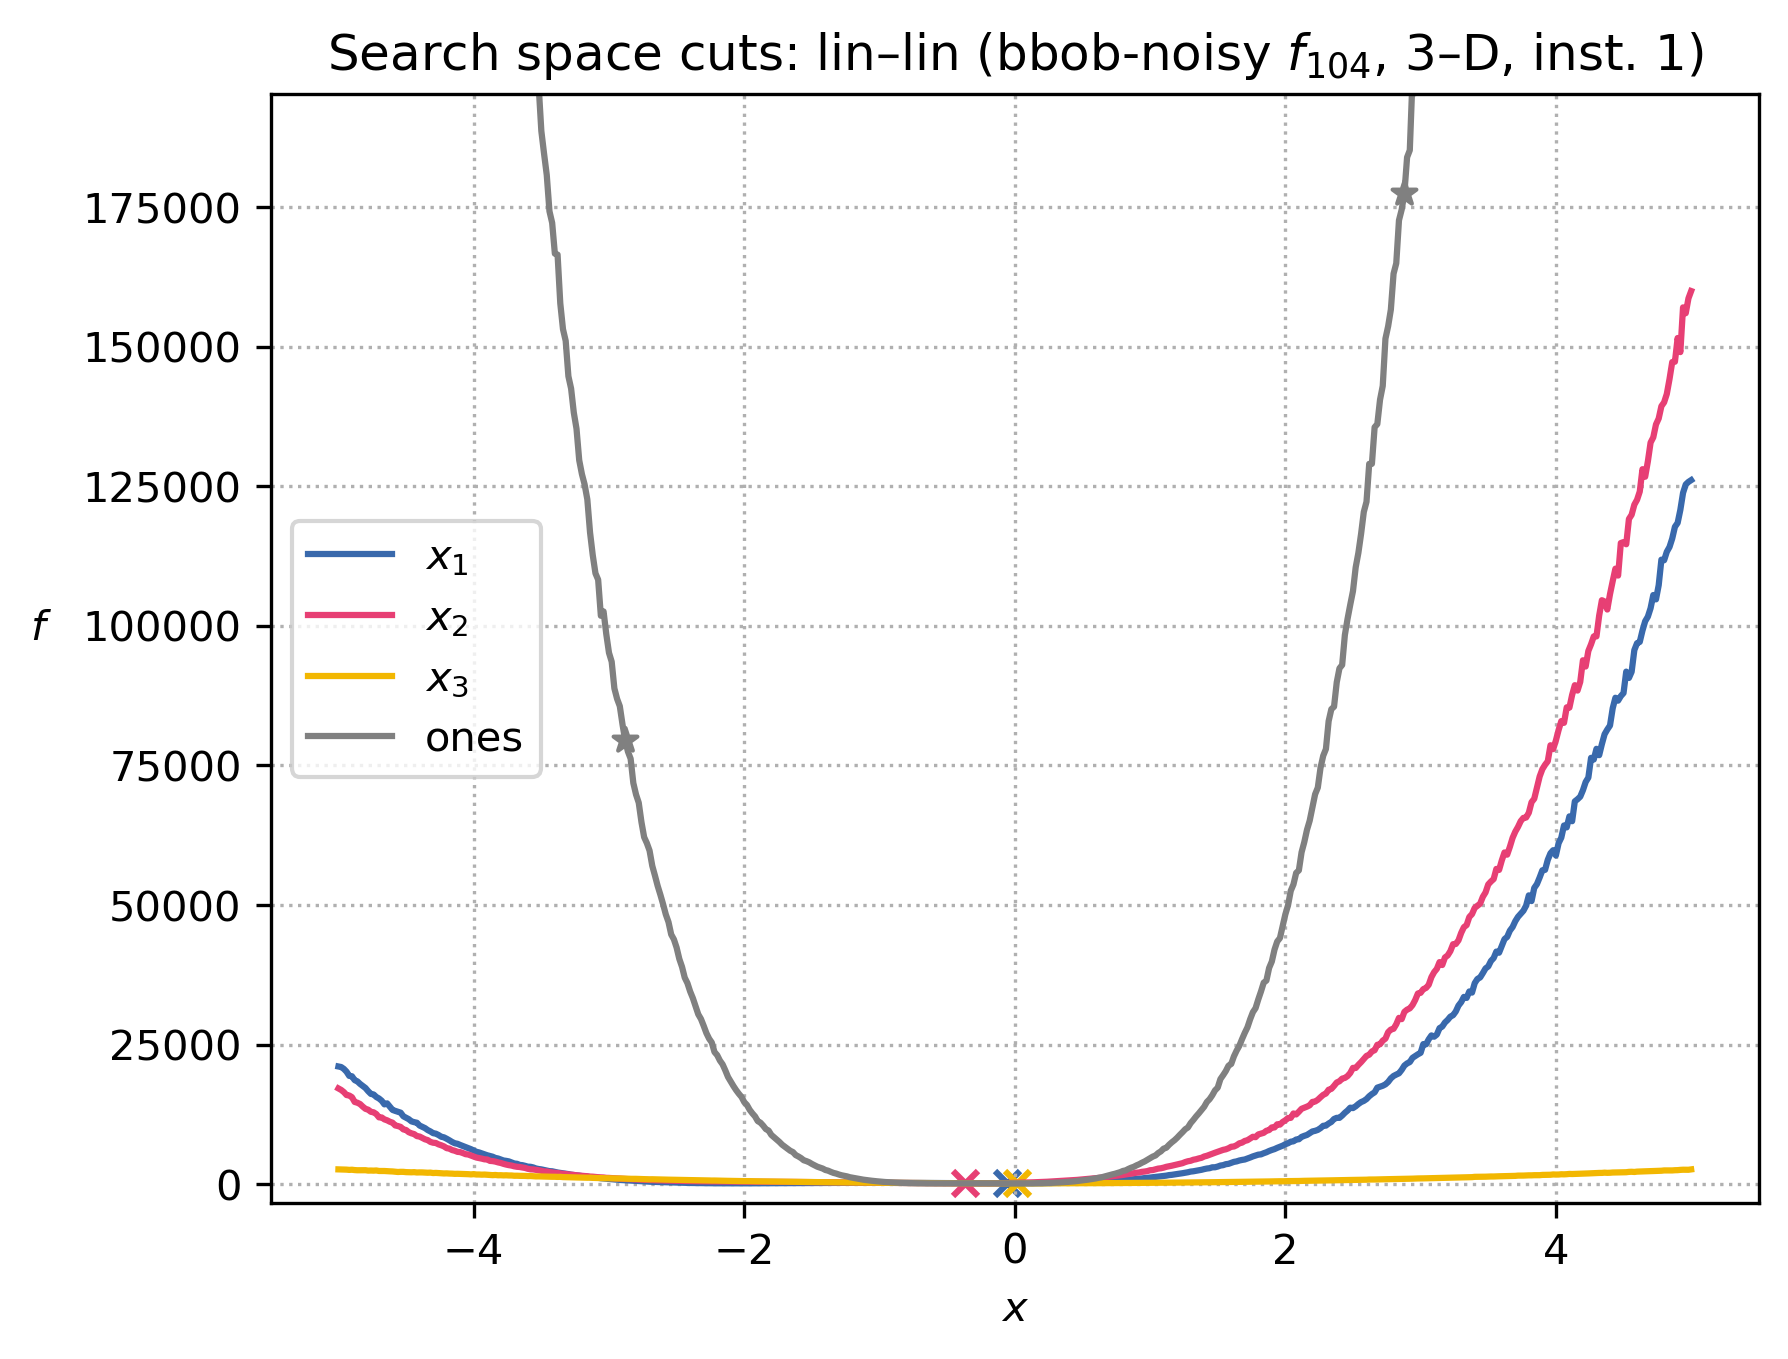 Search space cuts: lin–lin (bbob-noisy f₁₀₄, 3–D, inst. 1)
175000
150000
125000
100000
75000
50000
25000
0
f
x₁
x₂
x₃
ones
−4 −2 0 2 4
x